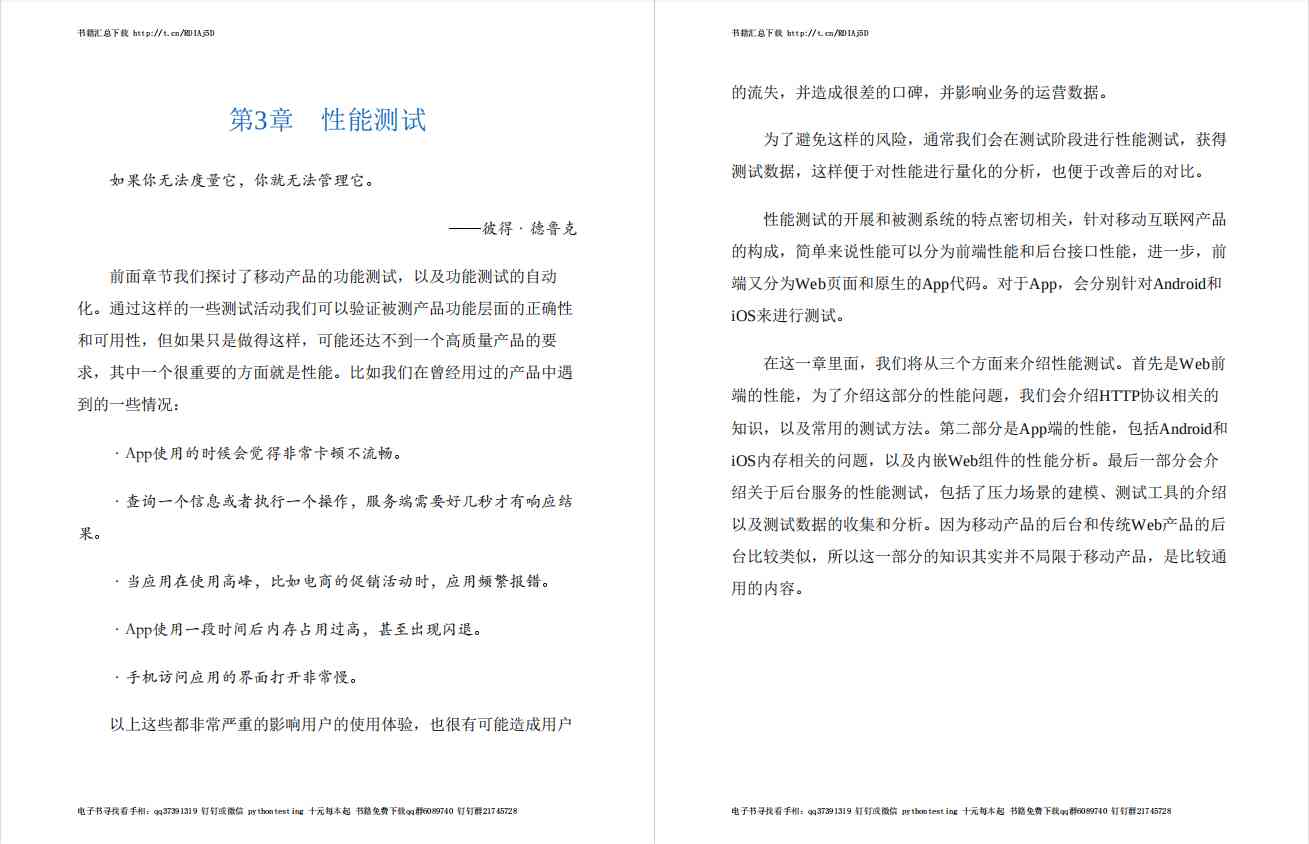 书籍汇总下载 http://t.cn/RDIAj5D
第3章 性能测试
如果你无法度量它，你就无法管理它。
——彼得·德鲁克
前面章节我们探讨了移动产品的功能测试，以及功能测试的自动
化。通过这样的一些测试活动我们可以验证被测产品功能层面的正确性
和可用性，但如果只是做得这样，可能还达不到一个高质量产品的要
求，其中一个很重要的方面就是性能。比如我们在曾经用过的产品中遇
到的一些情况：
·App使用的时候会觉得非常卡顿不流畅。
·查询一个信息或者执行一个操作，服务端需要好几秒才有响应结
果。
·当应用在使用高峰，比如电商的促销活动时，应用频繁报错。
·App使用一段时间后内存占用过高，甚至出现闪退。
·手机访问应用的界面打开非常慢。
以上这些都非常严重的影响用户的使用体验，也很有可能造成用户
电子书寻找看手相：qq37391319 钉钉或微信 pythontesting 十元每本起 书籍免费下载qq群6089740 钉钉群21745728
书籍汇总下载 http://t.cn/RDIAj5D
的流失，并造成很差的口碑，并影响业务的运营数据。
为了避免这样的风险，通常我们会在测试阶段进行性能测试，获得
测试数据，这样便于对性能进行量化的分析，也便于改善后的对比。
性能测试的开展和被测系统的特点密切相关，针对移动互联网产品
的构成，简单来说性能可以分为前端性能和后台接口性能，进一步，前
端又分为Web页面和原生的App代码。对于App，会分别针对Android和
iOS来进行测试。
在这一章里面，我们将从三个方面来介绍性能测试。首先是Web前
端的性能，为了介绍这部分的性能问题，我们会介绍HTTP协议相关的
知识，以及常用的测试方法。第二部分是App端的性能，包括Android和
iOS内存相关的问题，以及内嵌Web组件的性能分析。最后一部分会介
绍关于后台服务的性能测试，包括了压力场景的建模、测试工具的介绍
以及测试数据的收集和分析。因为移动产品的后台和传统Web产品的后
台比较类似，所以这一部分的知识其实并不局限于移动产品，是比较通
用的内容。
电子书寻找看手相：qq37391319 钉钉或微信 pythontesting 十元每本起 书籍免费下载qq群6089740 钉钉群21745728